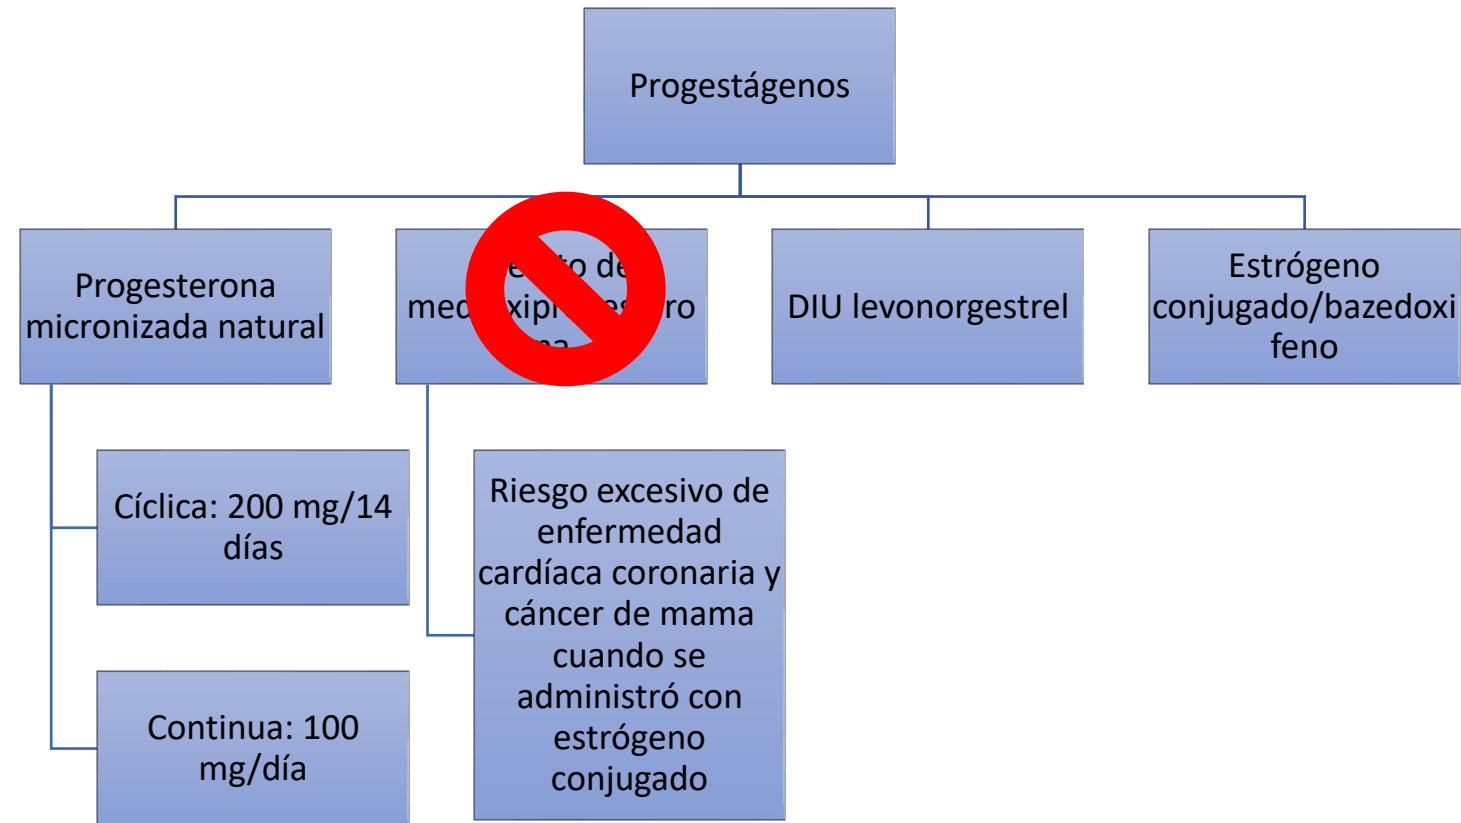 Progestágenos
Progesterona
micronizada natural
DIU levonorgestrel
Estrógeno
conjugado/bazedoxi
feno
Cíclica: 200 mg/14
días
Continua: 100
mg/día
Riesgo excesivo de
enfermedad
cardíaca coronaria y
cáncer de mama
cuando se
administró con
estrógeno
conjugado